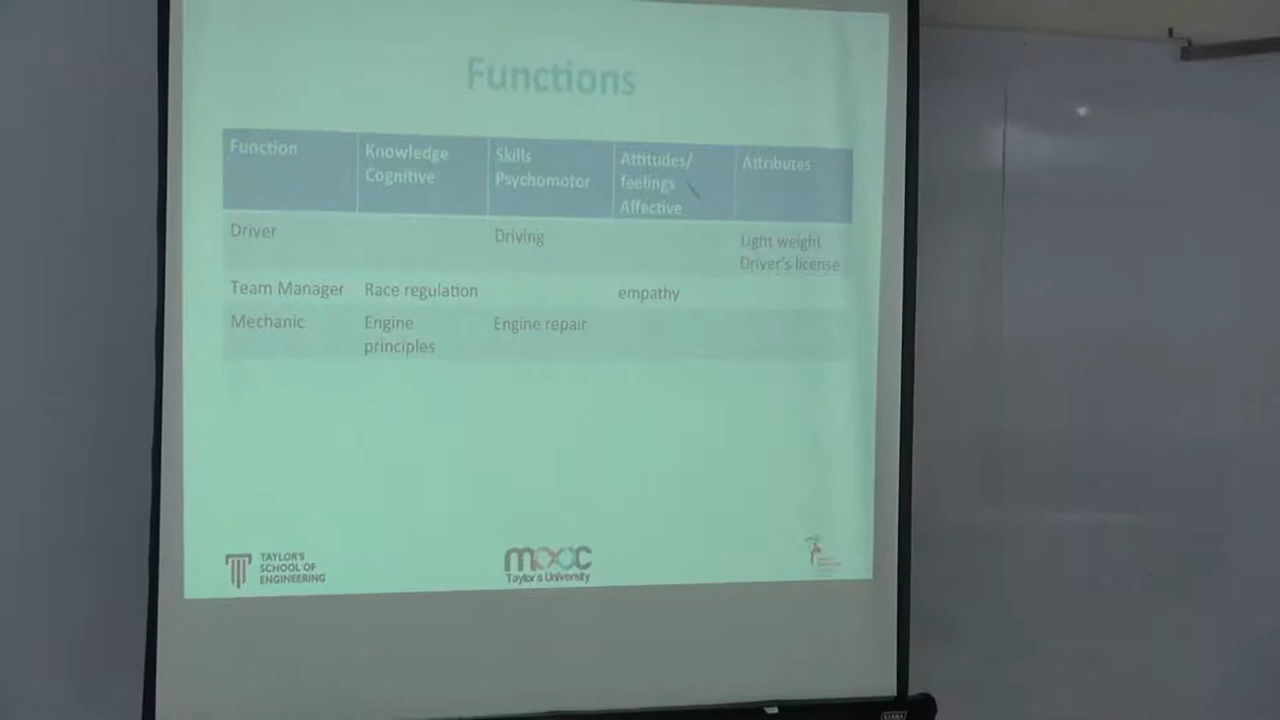 Functions
Function
Knowledge
Cognitive
Skills
Psychomotor
Attitudes/
feelings
Affective
Attributes
Driver
Driving
Light weight
Driver's license
Team Manager
Race regulation
empathy
Mechanic
Engine
principles
Engine repair
TAYLOR'S
SCHOOL OF
ENGINEERING
mooc
Taylor's University